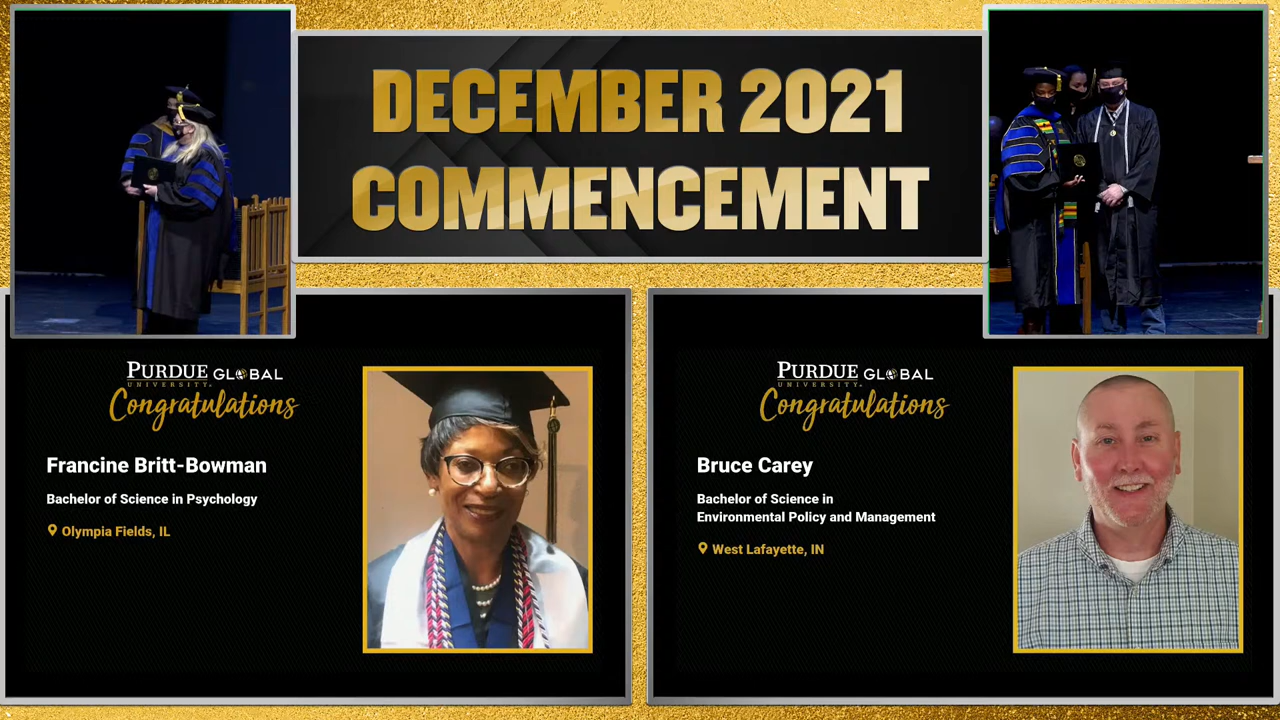 DECEMBER 2021
COMMENCEMENT
PURDUE GLOBAL
UNIVERSITY.
Congratulations
Francine Britt-Bowman
Bachelor of Science in Psychology
Olympia Fields, IL
PURDUE GLOBAL
UNIVERSITY.
Congratulations
Bruce Carey
Bachelor of Science in
Environmental Policy and Management
West Lafayette, IN